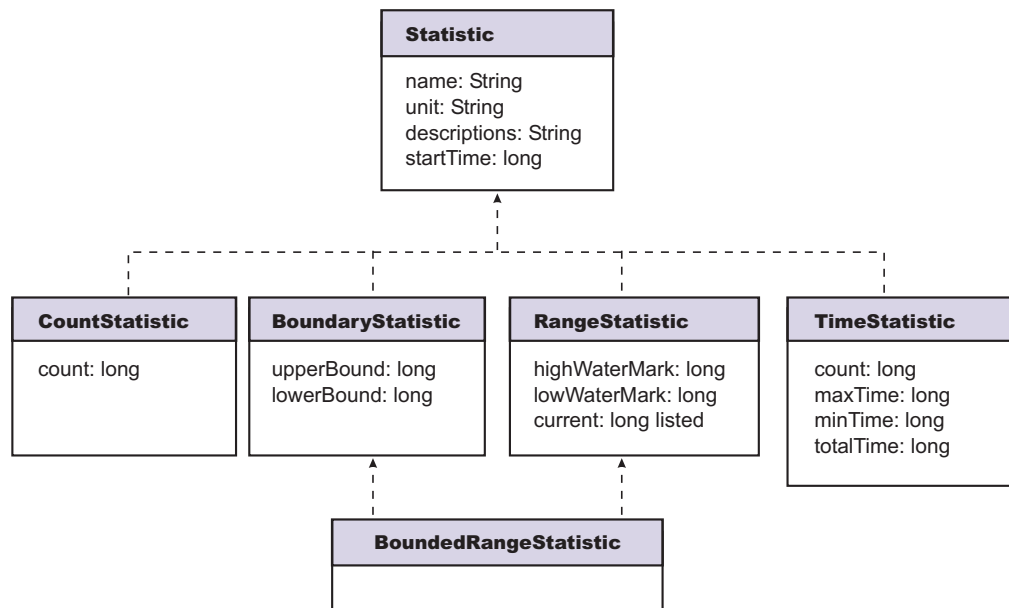 Statistic
name: String
unit: String
descriptions: String
startTime: long
CountStatistic
count: long
BoundaryStatistic
upperBound: long
lowerBound: long
RangeStatistic
highWaterMark: long
lowWaterMark: long
current: long listed
TimeStatistic
count: long
maxTime: long
minTime: long
totalTime: long
BoundedRangeStatistic